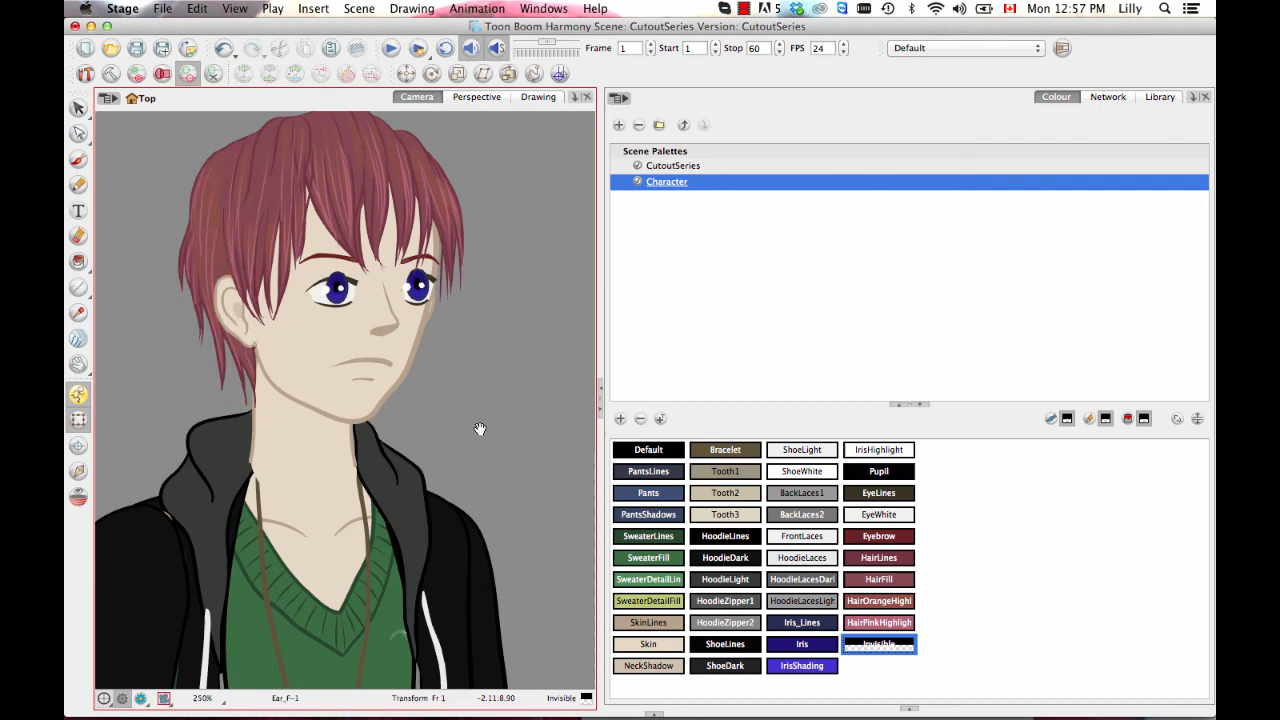 Stage File Edit View Play Insert Scene Drawing Animation Windows Help 5 Mon 12:57 PM Lilly
Toon Boom Harmony Scene: CutoutSeries Version: CutoutSeries
Frame 1 Start 1 Stop 60 FPS 24 Default
Top Camera Perspective Drawing Colour Network Library
Scene Palettes
CutoutSeries
Character
T
Default Bracelet ShoeLight IrisHighlight
PantsLines Tooth1 ShoeWhite Pupil
Pants Tooth2 BackLaces1 EyeLines
PantsShadows Tooth3 BackLaces2 EyeWhite
SweaterLines HoodieLines FrontLaces Eyebrow
SweaterFill HoodieDark HoodieLaces HairLines
SweaterDetailLin HoodieLight HoodieLacesDarl HairFill
SweaterDetailFill HoodieZipper1 HoodieLacesLigh HairOrangeHighl
SkinLines HoodieZipper2 Iris_Lines HairPinkHighligh
Skin ShoeLines Iris Invisible
NeckShadow ShoeDark IrisShading
250% Ear_F-1 Transform Fr 1 -2.11:8.90 Invisible